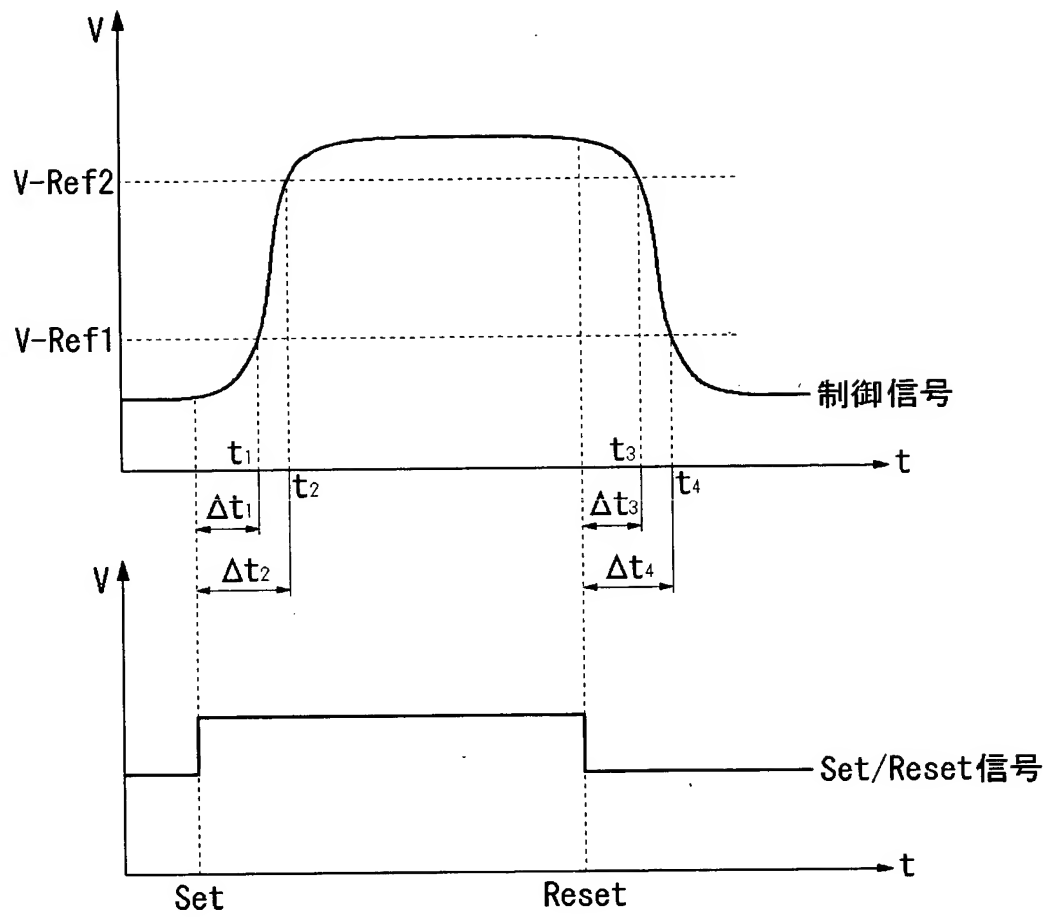 V
V-Ref2
V-Ref1
制御信号
t1
t2
t3
t4
t
Δt1
Δt2
Δt3
Δt4
V
Set/Reset信号
t
Set
Reset